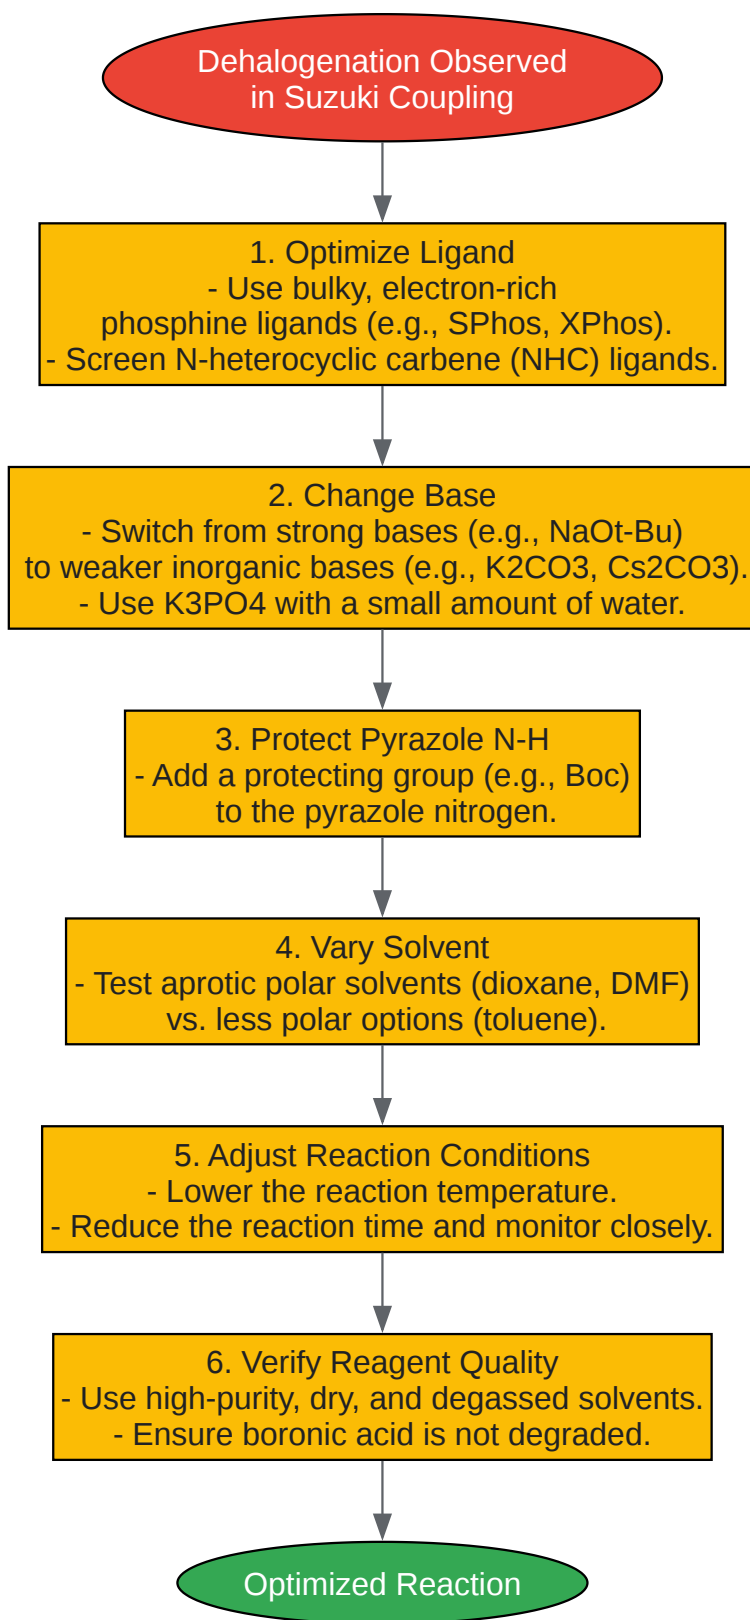 Dehalogenation Observed
in Suzuki Coupling
1. Optimize Ligand
- Use bulky, electron-rich
phosphine ligands (e.g., SPhos, XPhos).
- Screen N-heterocyclic carbene (NHC) ligands.
2. Change Base
- Switch from strong bases (e.g., NaOt-Bu)
to weaker inorganic bases (e.g., K2CO3, Cs2CO3).
- Use K3PO4 with a small amount of water.
3. Protect Pyrazole N-H
- Add a protecting group (e.g., Boc)
to the pyrazole nitrogen.
4. Vary Solvent
- Test aprotic polar solvents (dioxane, DMF)
vs. less polar options (toluene).
5. Adjust Reaction Conditions
- Lower the reaction temperature.
- Reduce the reaction time and monitor closely.
6. Verify Reagent Quality
- Use high-purity, dry, and degassed solvents.
- Ensure boronic acid is not degraded.
Optimized Reaction